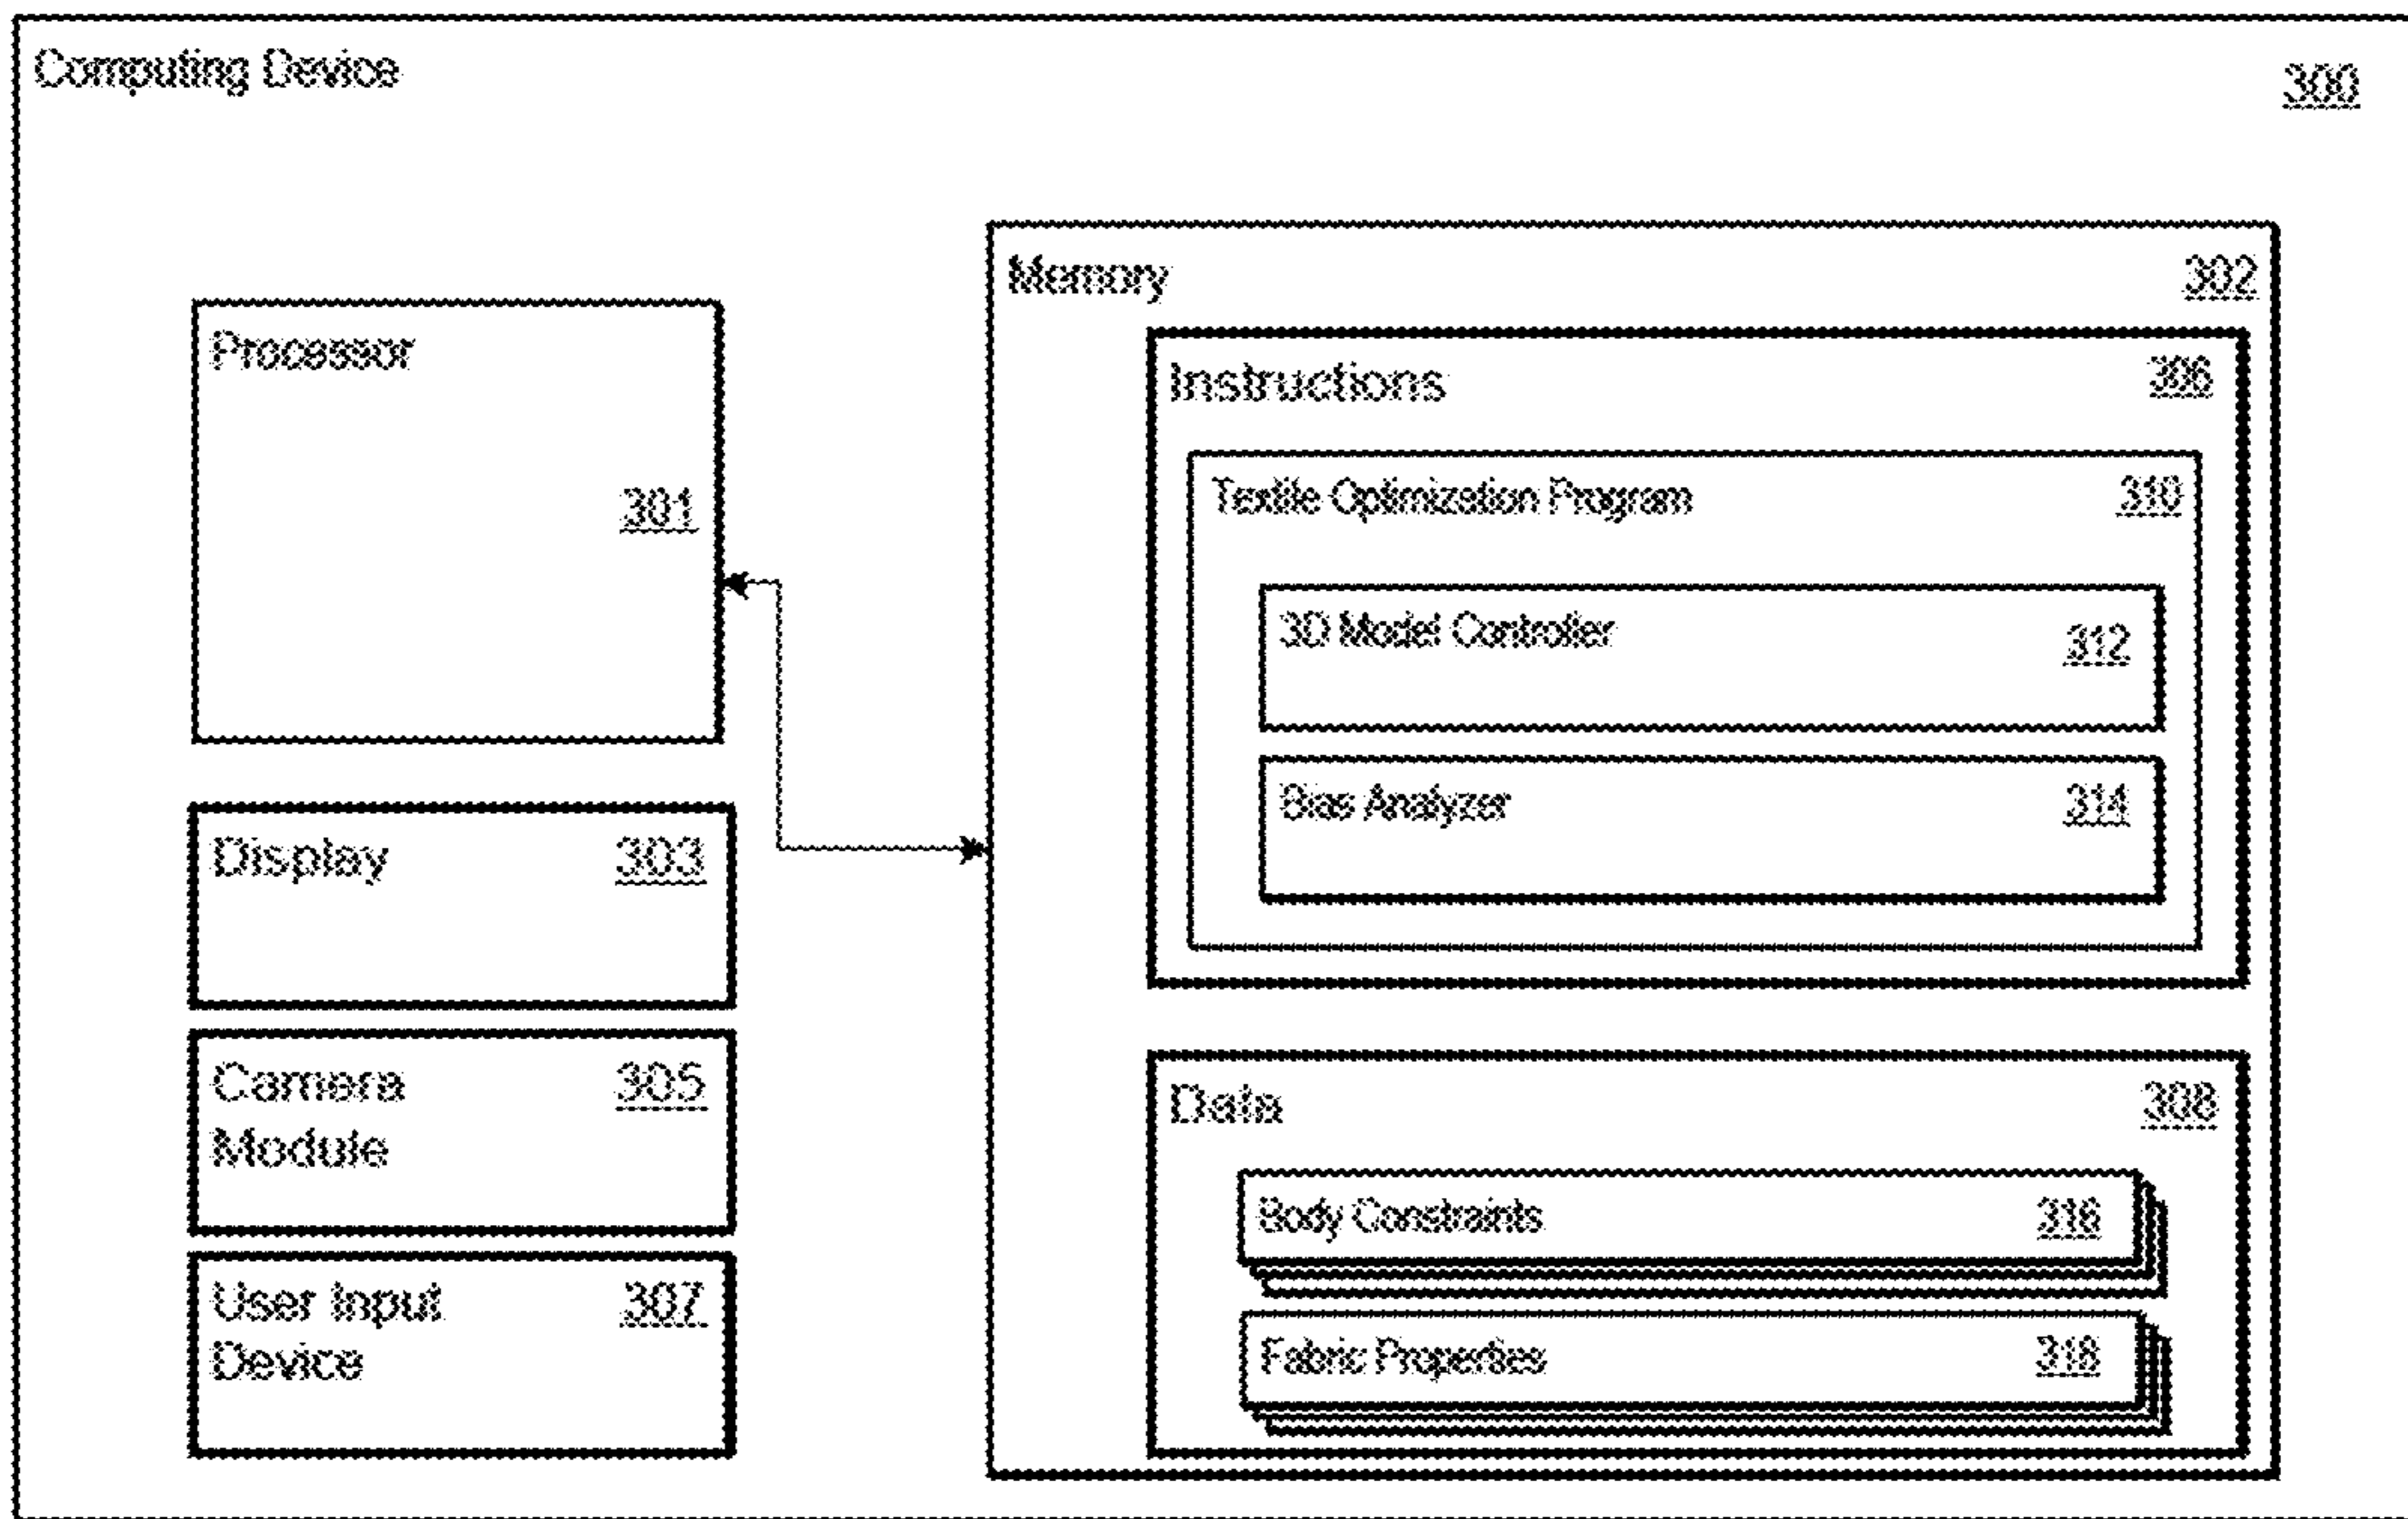 Computing Device 300
Memory 302
Processor
301
Instructions 306
Textile Optimization Program 310
3D Model Controller 312
Bias Analyzer 314
Display 303
Camera 305
Module
User Input 307
Device
Data 308
Body Constraints 316
Fabric Properties 318